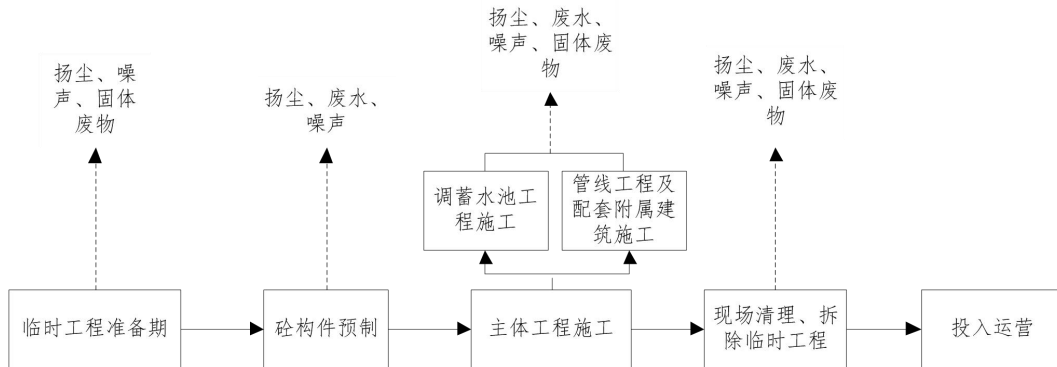 扬尘、噪
声、固体
废物
扬尘、废水、
噪声
扬尘、废水、
噪声、固体废
物
扬尘、废水、
噪声、固体废
物
调蓄水池工
程施工
管线工程及
配套附属建
筑施工
临时工程准备期
砼构件预制
主体工程施工
现场清理、拆
除临时工程
投入运营